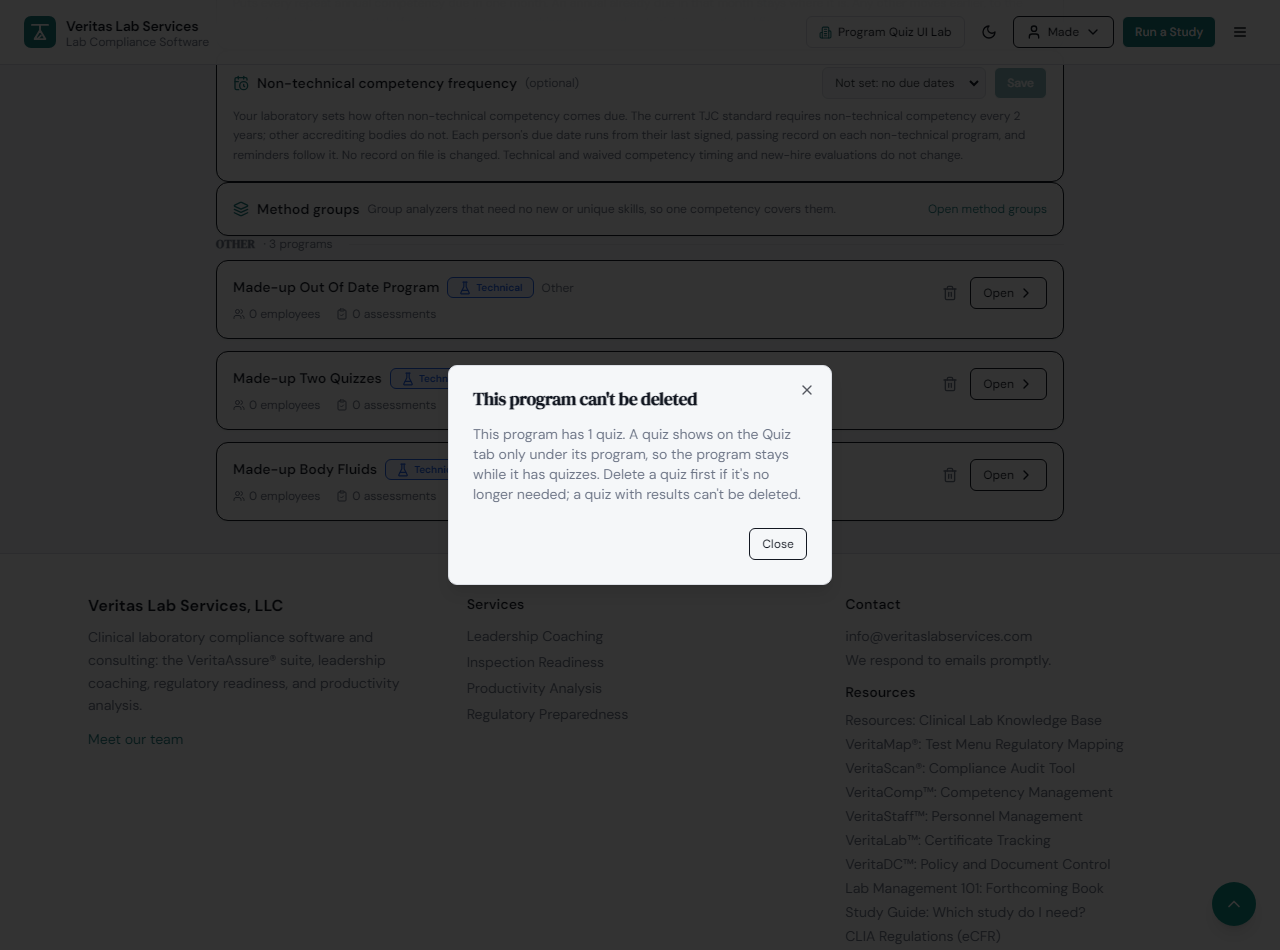 Veritas Lab Services
Lab Compliance Software
Program Quiz UI Lab
Made
Run a Study
Non-technical competency frequency (optional)
Not set: no due dates
Save
Your laboratory sets how often non-technical competency comes due. The current TJC standard requires non-technical competency every 2
years; other accrediting bodies do not. Each person's due date runs from their last signed, passing record on each non-technical program, and
reminders follow it. No record on file is changed. Technical and waived competency timing and new-hire evaluations do not change.
Method groups Group analyzers that need no new or unique skills, so one competency covers them.
Open method groups
OTHER · 3 programs
Made-up Out Of Date Program Technical Other
Open
0 employees 0 assessments
Made-up Two Quizzes Techn
Open
0 employees 0 assessments
Made-up Body Fluids Techni
Open
0 employees 0 assessments
This program can't be deleted
This program has 1 quiz. A quiz shows on the Quiz
tab only under its program, so the program stays
while it has quizzes. Delete a quiz first if it's no
longer needed; a quiz with results can't be deleted.
Close
Veritas Lab Services, LLC
Clinical laboratory compliance software and
consulting: the VeritaAssure® suite, leadership
coaching, regulatory readiness, and productivity
analysis.
Meet our team
Services
Leadership Coaching
Inspection Readiness
Productivity Analysis
Regulatory Preparedness
Contact
info@veritaslabservices.com
We respond to emails promptly.
Resources
Resources: Clinical Lab Knowledge Base
VeritaMap®: Test Menu Regulatory Mapping
VeritaScan®: Compliance Audit Tool
VeritaComp™: Competency Management
VeritaStaff™: Personnel Management
VeritaLab™: Certificate Tracking
VeritaDC™: Policy and Document Control
Lab Management 101: Forthcoming Book
Study Guide: Which study do I need?
CLIA Regulations (eCFR)